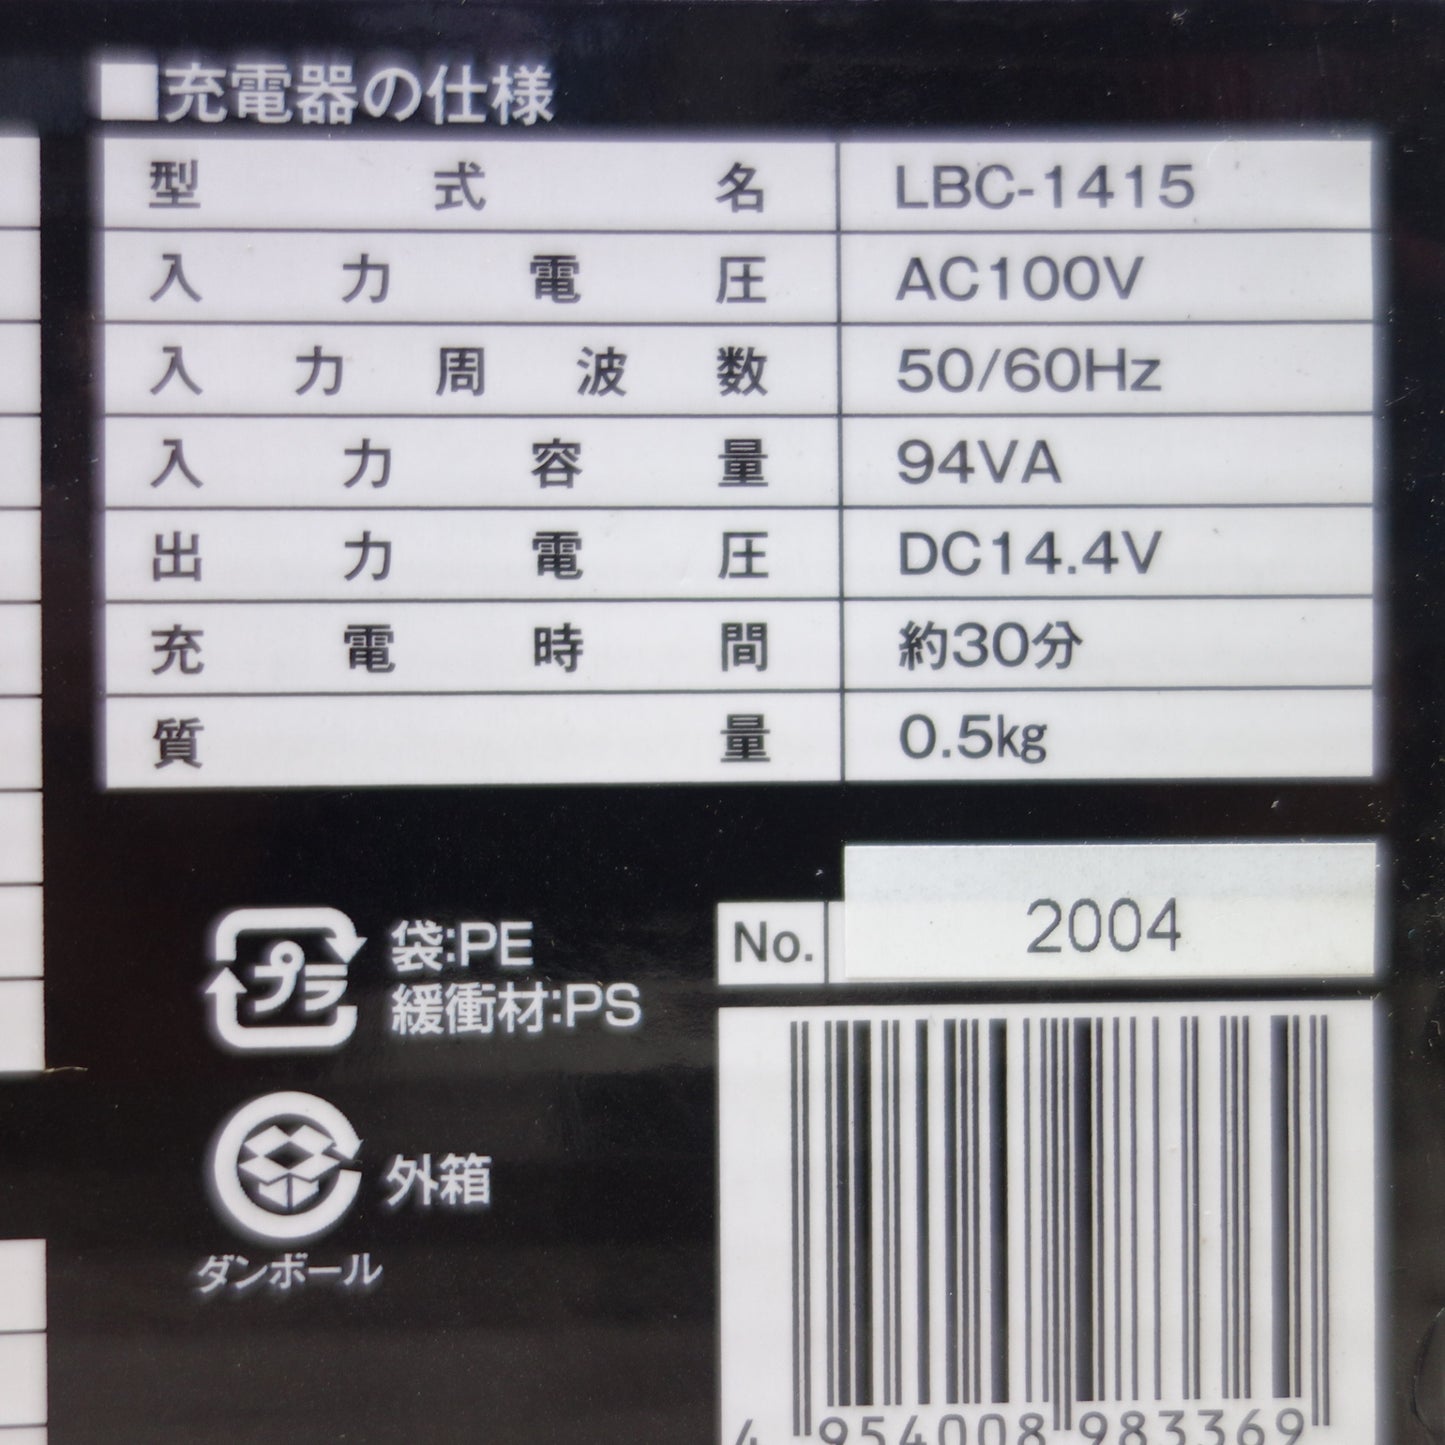 ■充電器の仕様
型式名 LBC-1415
入力電圧 AC100V
入力周波数 50/60Hz
入力容量 94VA
出力電圧 DC14.4V
充電時間 約30分
質量 0.5kg
プラ
袋:PE
緩衝材:PS
No. 2004
外箱
ダンボール
4 954008 983369